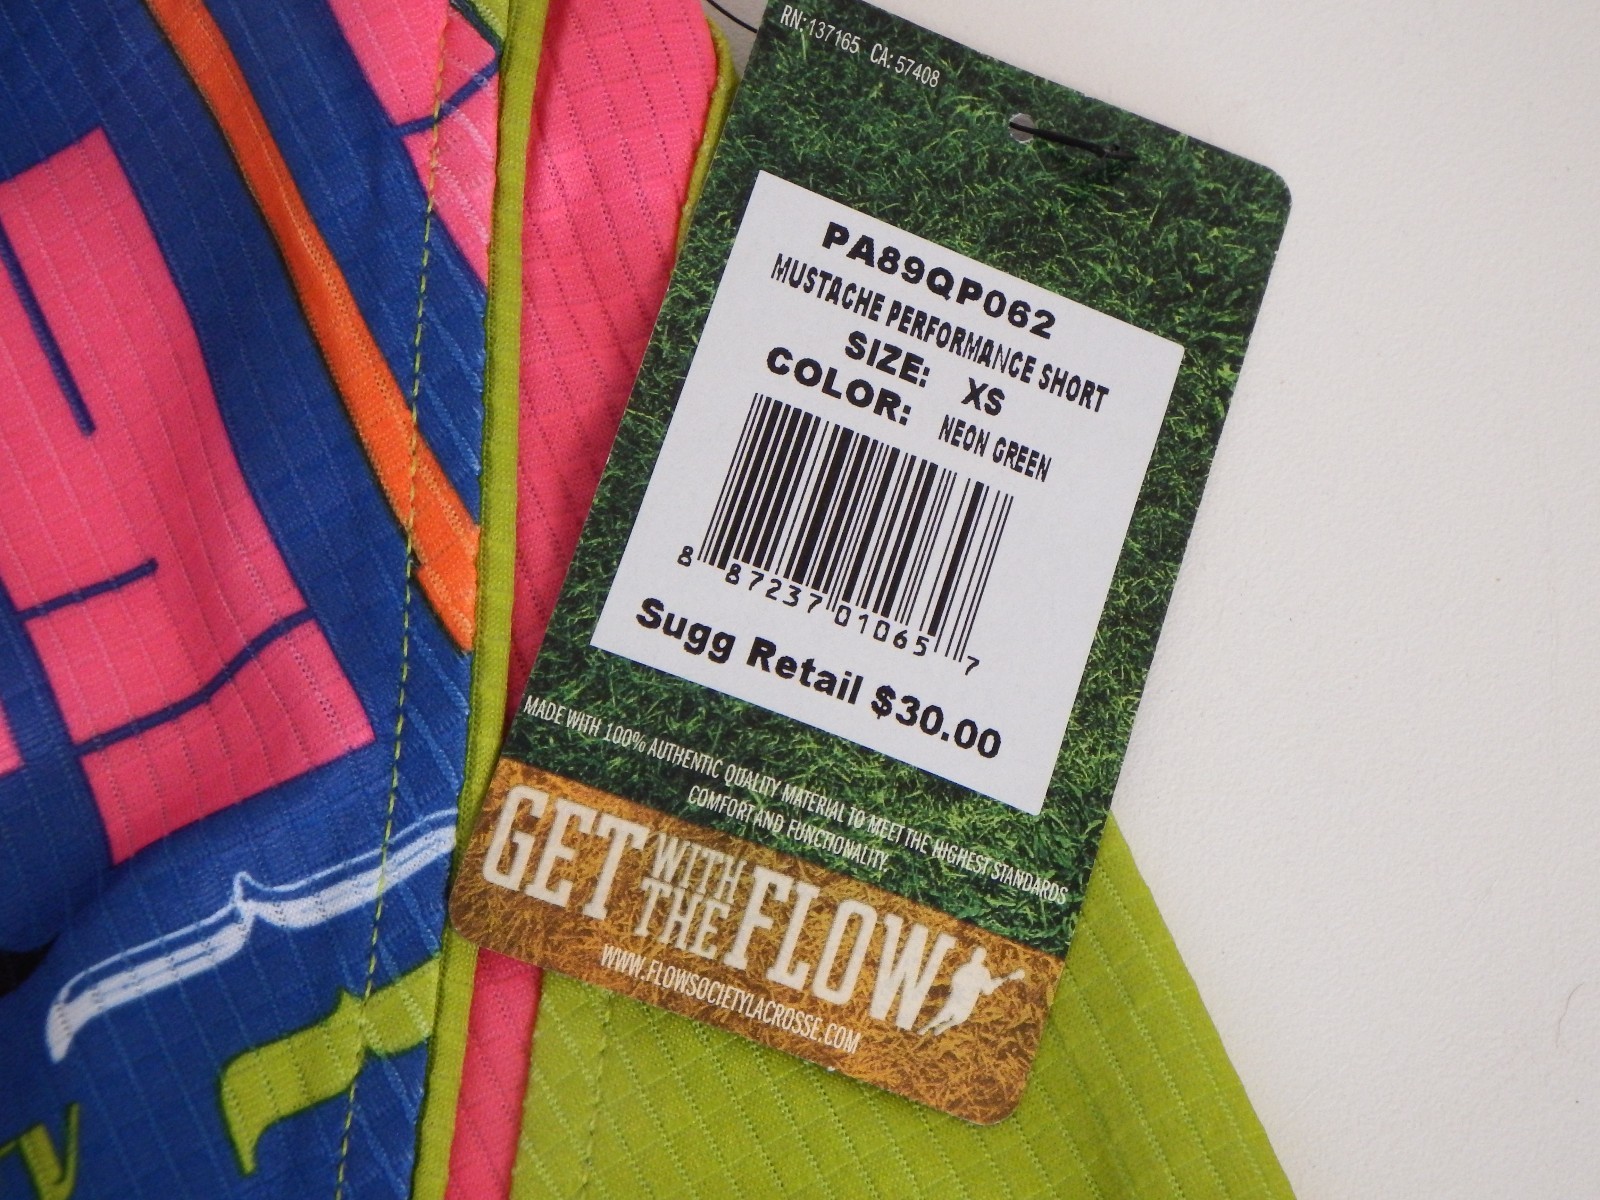 RN: 137165 CA: 57408
PA89QP062
MUSTACHE PERFORMANCE SHORT
SIZE: XS
COLOR: NEON GREEN
8 87237 01065 7
Sugg Retail $30.00
MADE WITH 100% AUTHENTIC QUALITY MATERIAL TO MEET THE HIGHEST STANDARDS
COMFORT AND FUNCTIONALITY.
GET WITH THE FLOW
WWW.FLOWSOCIETYLACROSSE.COM